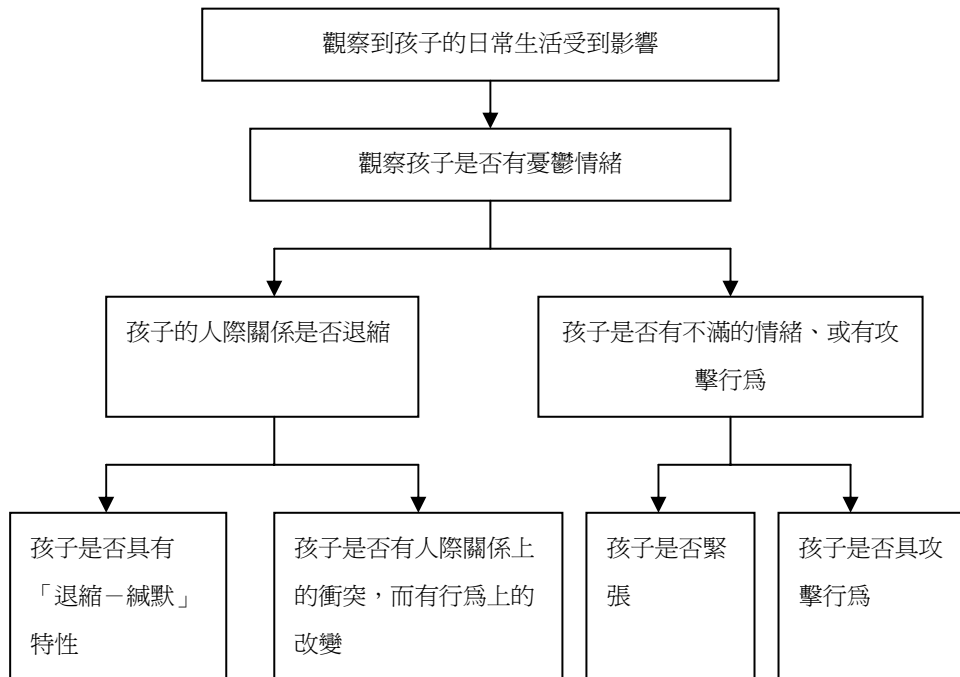 觀察到孩子的日常生活受到影響
觀察孩子是否有憂鬱情緒
孩子的人際關係是否退縮
孩子是否有不滿的情緒、或有攻
擊行為
孩子是否具有
「退縮－緘默」
特性
孩子是否有人際關係上
的衝突，而有行為上的
改變
孩子是否緊
張
孩子是否具攻
擊行為